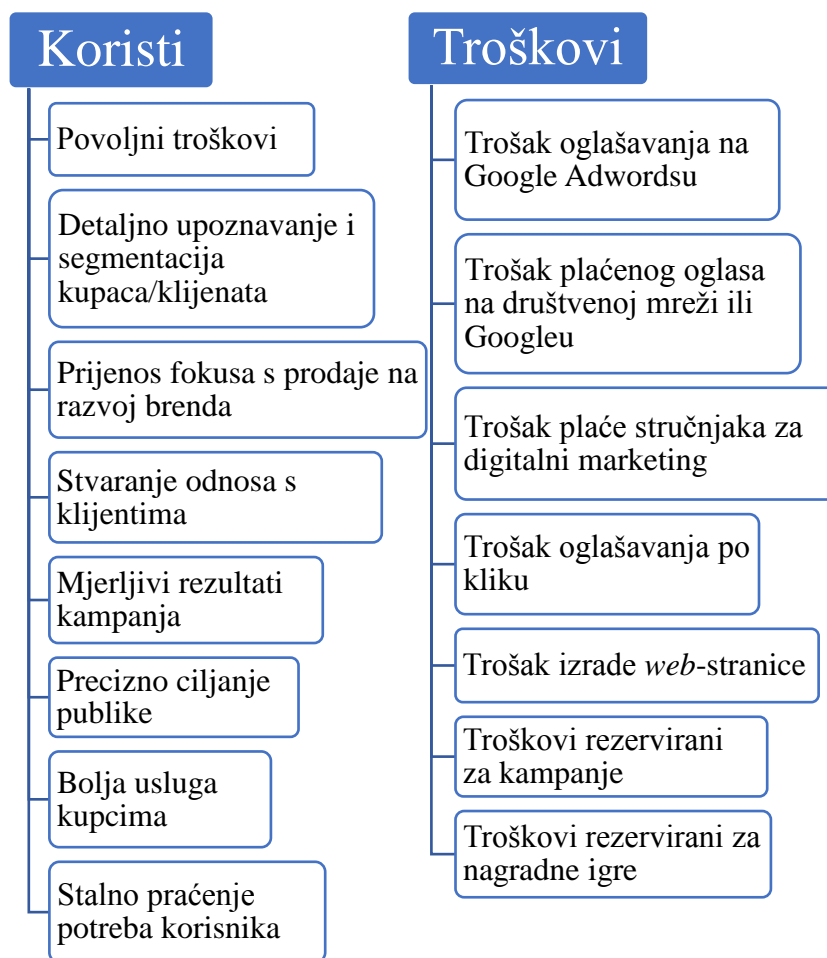 Koristi
Povoljni troškovi
Detaljno upoznavanje i
segmentacija
kupaca/klijenata
Prijenos fokusa s prodaje na
razvoj brenda
Stvaranje odnosa s
klijentima
Mjerljivi rezultati
kampanja
Precizno ciljanje
publike
Bolja usluga
kupcima
Stalno praćenje
potreba korisnika
Troškovi
Trošak oglašavanja na
Google Adwordsu
Trošak plaćenog oglasa
na društvenoj mreži ili
Googleu
Trošak plaće stručnjaka za
digitalni marketing
Trošak oglašavanja po
kliku
Trošak izrade web-stranice
Troškovi rezervirani
za kampanje
Troškovi rezervirani za
nagradne igre